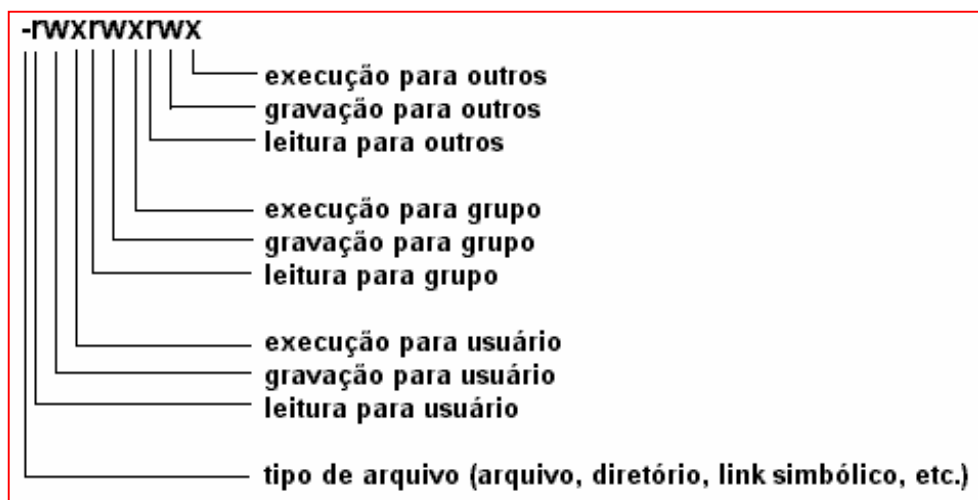 -rwxrwxrwx
execução para outros
gravação para outros
leitura para outros
execução para grupo
gravação para grupo
leitura para grupo
execução para usuário
gravação para usuário
leitura para usuário
tipo de arquivo (arquivo, diretório, link simbólico, etc.)